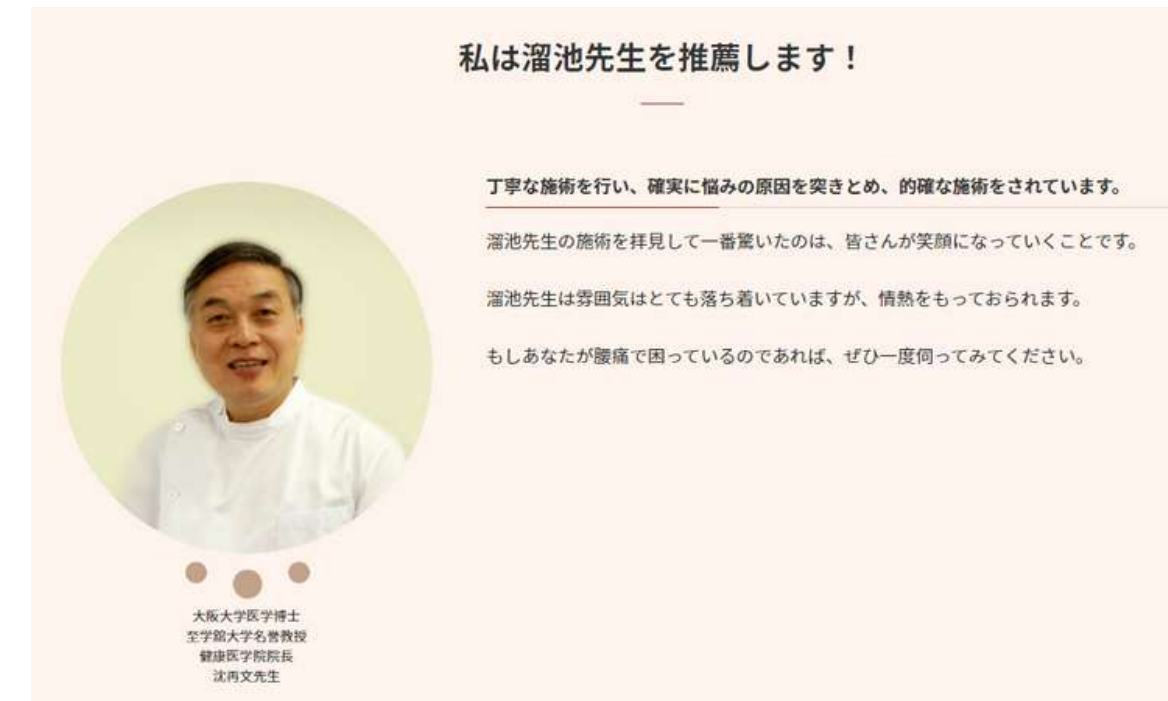 私は溜池先生を推薦します！
丁寧な施術を行い、確実に悩みの原因を突きとめ、的確な施術をされています。
溜池先生の施術を拝見して一番驚いたのは、皆さんが笑顔になっていくことです。
溜池先生は雰囲気はとても落ち着いていますが、情熱をもっておられます。
もしあなたが腰痛で困っているのであれば、ぜひ一度伺ってみてください。
大阪大学医学博士
至学館大学名誉教授
健康医学院院長
沈再文先生